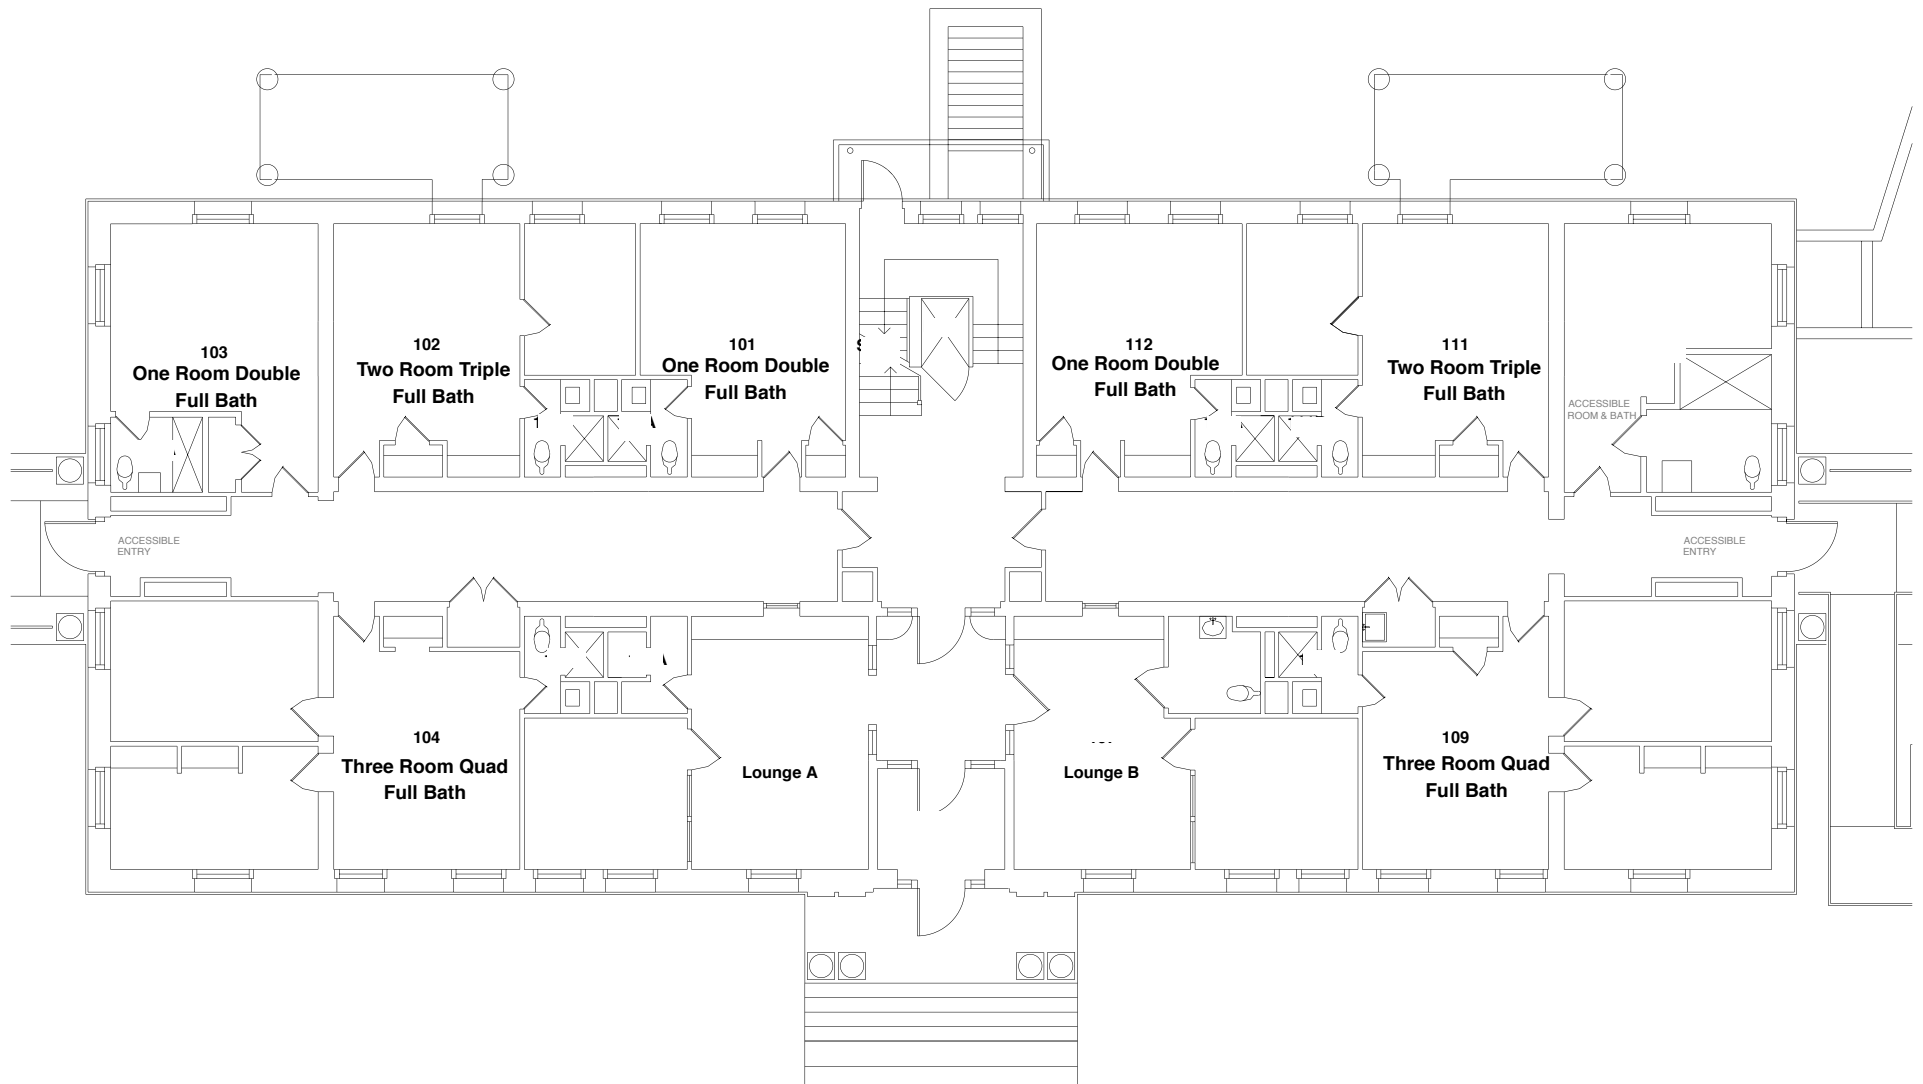 103
One Room Double
Full Bath
102
Two Room Triple
Full Bath
101
One Room Double
Full Bath
112
One Room Double
Full Bath
111
Two Room Triple
Full Bath
ACCESSIBLE
ROOM & BATH
ACCESSIBLE
ENTRY
ACCESSIBLE
ENTRY
104
Three Room Quad
Full Bath
Lounge A
Lounge B
109
Three Room Quad
Full Bath